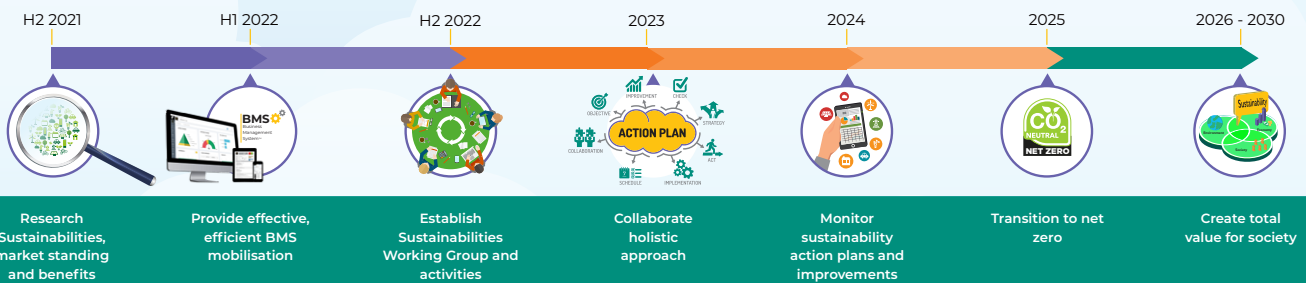 H2 2021
H1 2022
H2 2022
2023
2024
2025
2026 - 2030
BMS
Business
Management
System
IMPROVEMENT
CHECK
OBJECTIVE
STRATEGY
ACTION PLAN
COLLABORATION
ACT
SCHEDULE
IMPLEMENTATION
CO2
NEUTRAL
NET ZERO
Sustainability
Environment
Economy
Society
Research
Sustainabilities,
market standing
and benefits
Provide effective,
efficient BMS
mobilisation
Establish
Sustainabilities
Working Group and
activities
Collaborate
holistic
approach
Monitor
sustainability
action plans and
improvements
Transition to net
zero
Create total
value for society